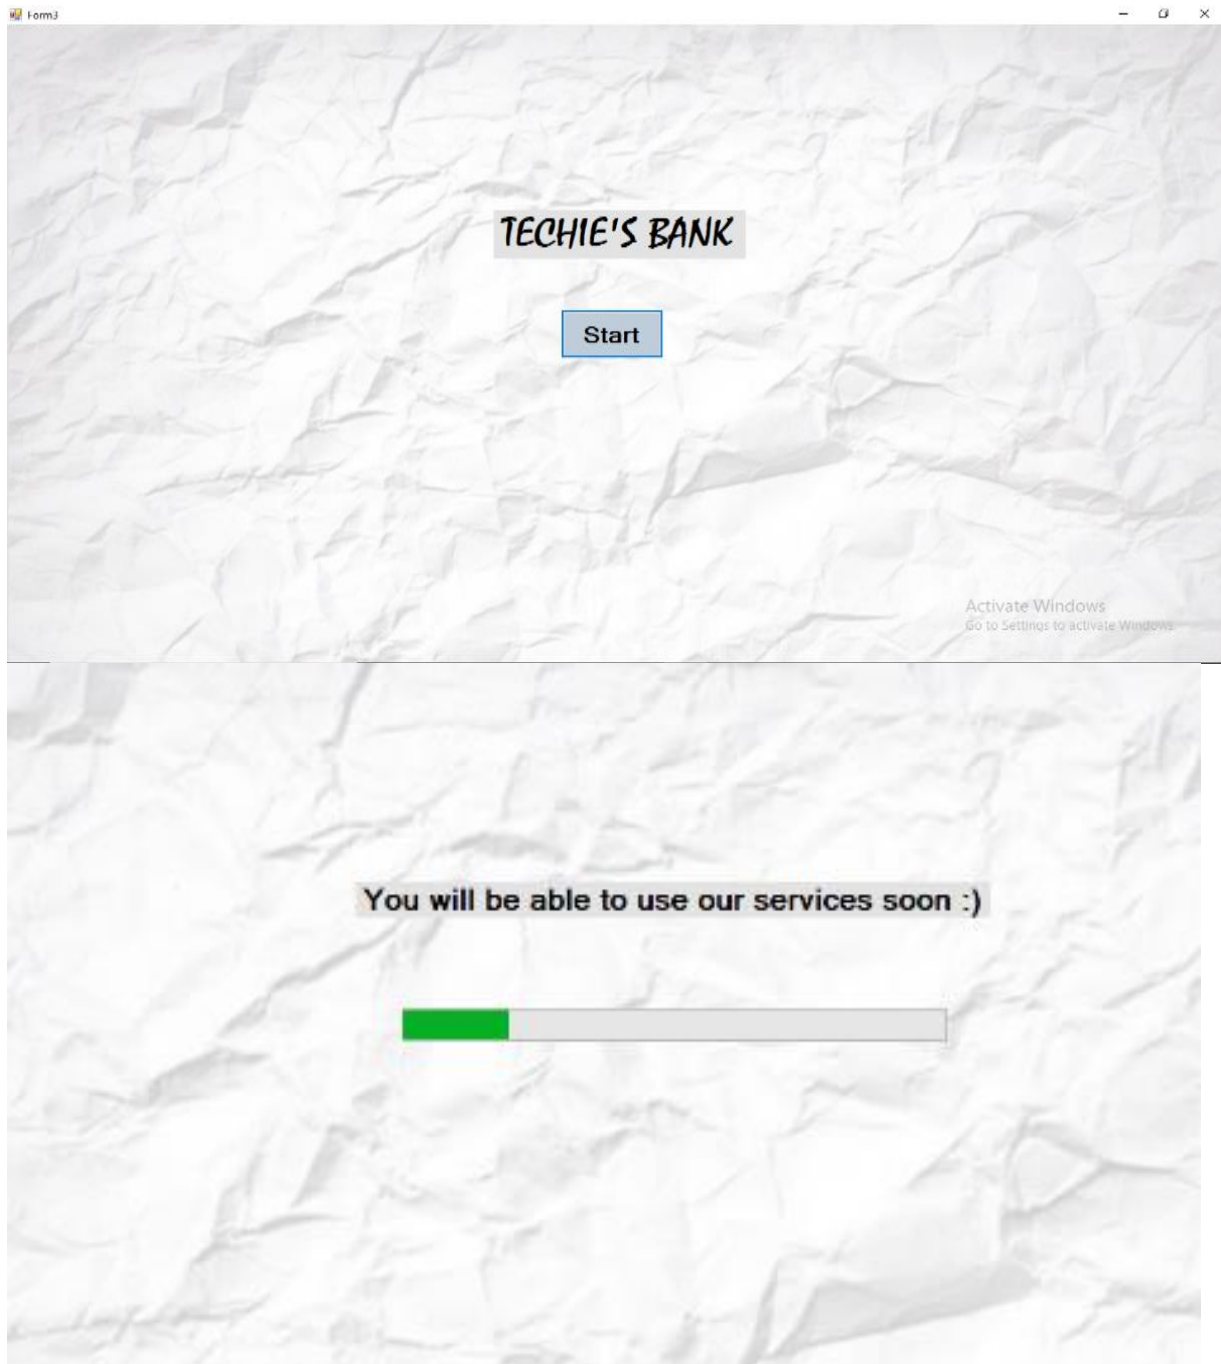 Form3
TECHIE'S BANK
Start
Activate Windows
Go to Settings to activate Windows.
You will be able to use our services soon :)